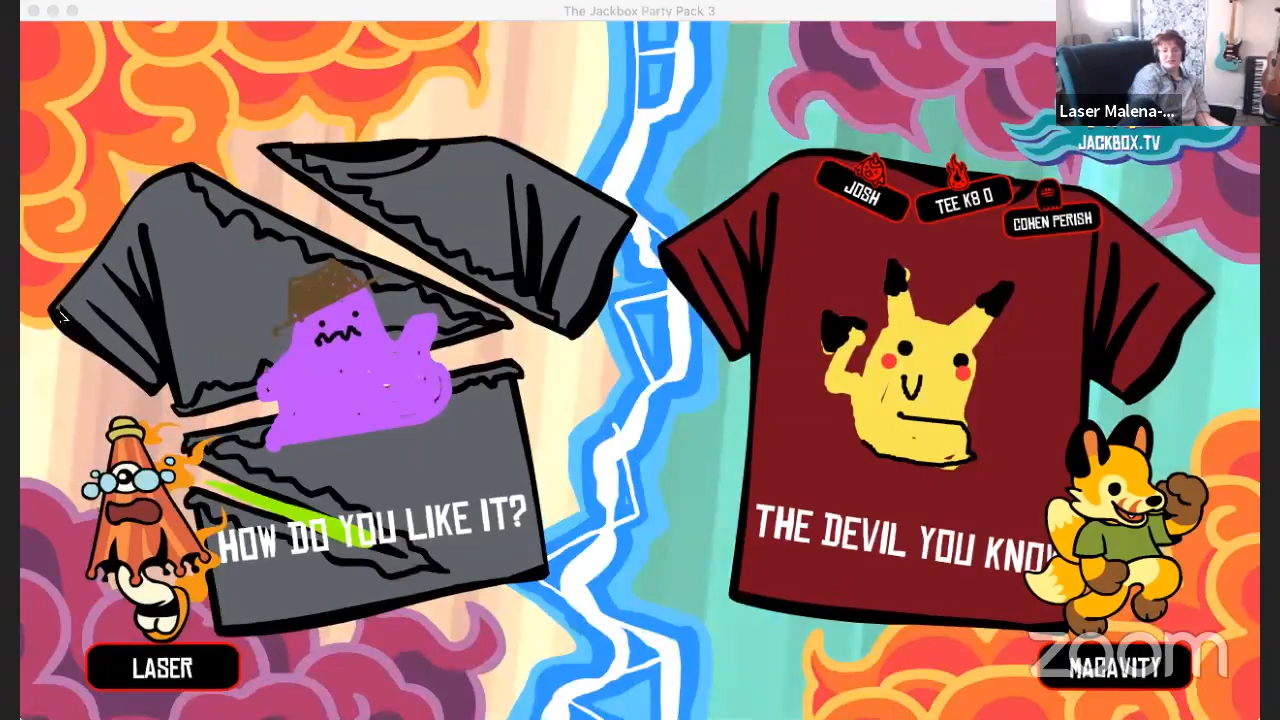 The Jackbox Party Pack 3
Laser Malena-...
JACKBOX.TV
JOSH
TEE K8 O
COHEN PERISH
HOW DO YOU LIKE IT?
THE DEVIL YOU KNO
LASER
MACAVITY
zoom